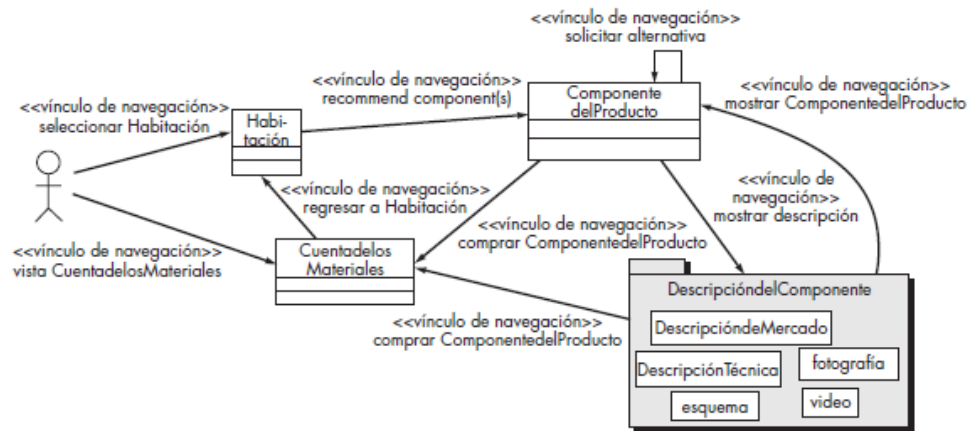 <<vínculo de navegación>>
solicitar alternativa
<<vínculo de navegación>>
seleccionar Habitación
<<vínculo de navegación>>
recommend component(s)
Componente
delProducto
<<vínculo de navegación>>
mostrar ComponentedelProducto
Habi-
tación
<<vínculo de navegación>>
regresar a Habitación
<<vínculo de
navegación>>
mostrar descripción
<<vínculo de navegación>>
comprar ComponentedelProducto
<<vínculo de navegación>>
vista CuentadelosMateriales
Cuentadelos
Materiales
<<vínculo de navegación>>
comprar ComponentedelProducto
DescripcióndelComponente
DescripcióndeMercado
DescripciónTécnica
fotografía
esquema
video